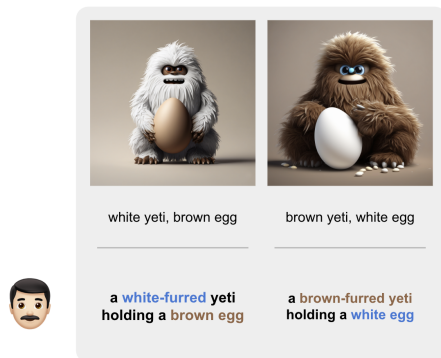 white yeti, brown egg
brown yeti, white egg
a white-furred yeti
holding a brown egg
a brown-furred yeti
holding a white egg